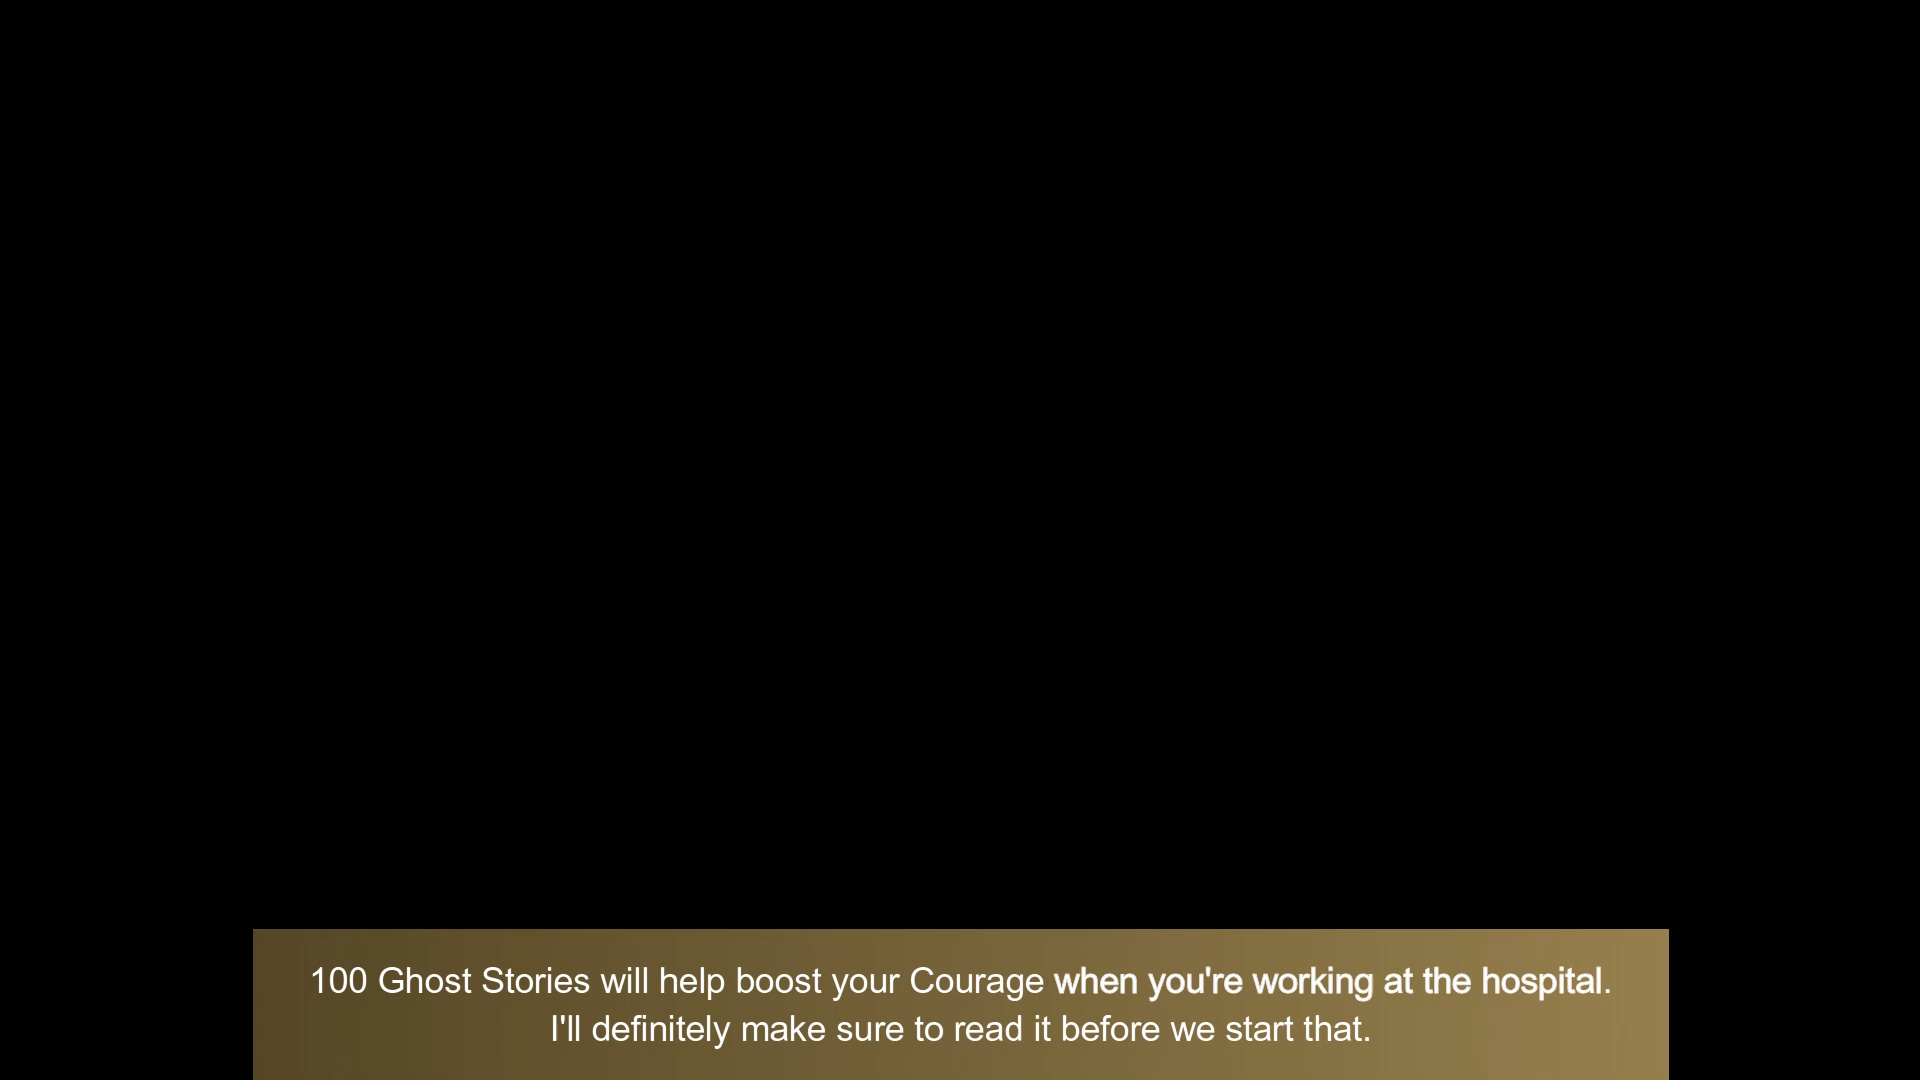 100 Ghost Stories will help boost your Courage when you're working at the hospital.
I'll definitely make sure to read it before we start that.